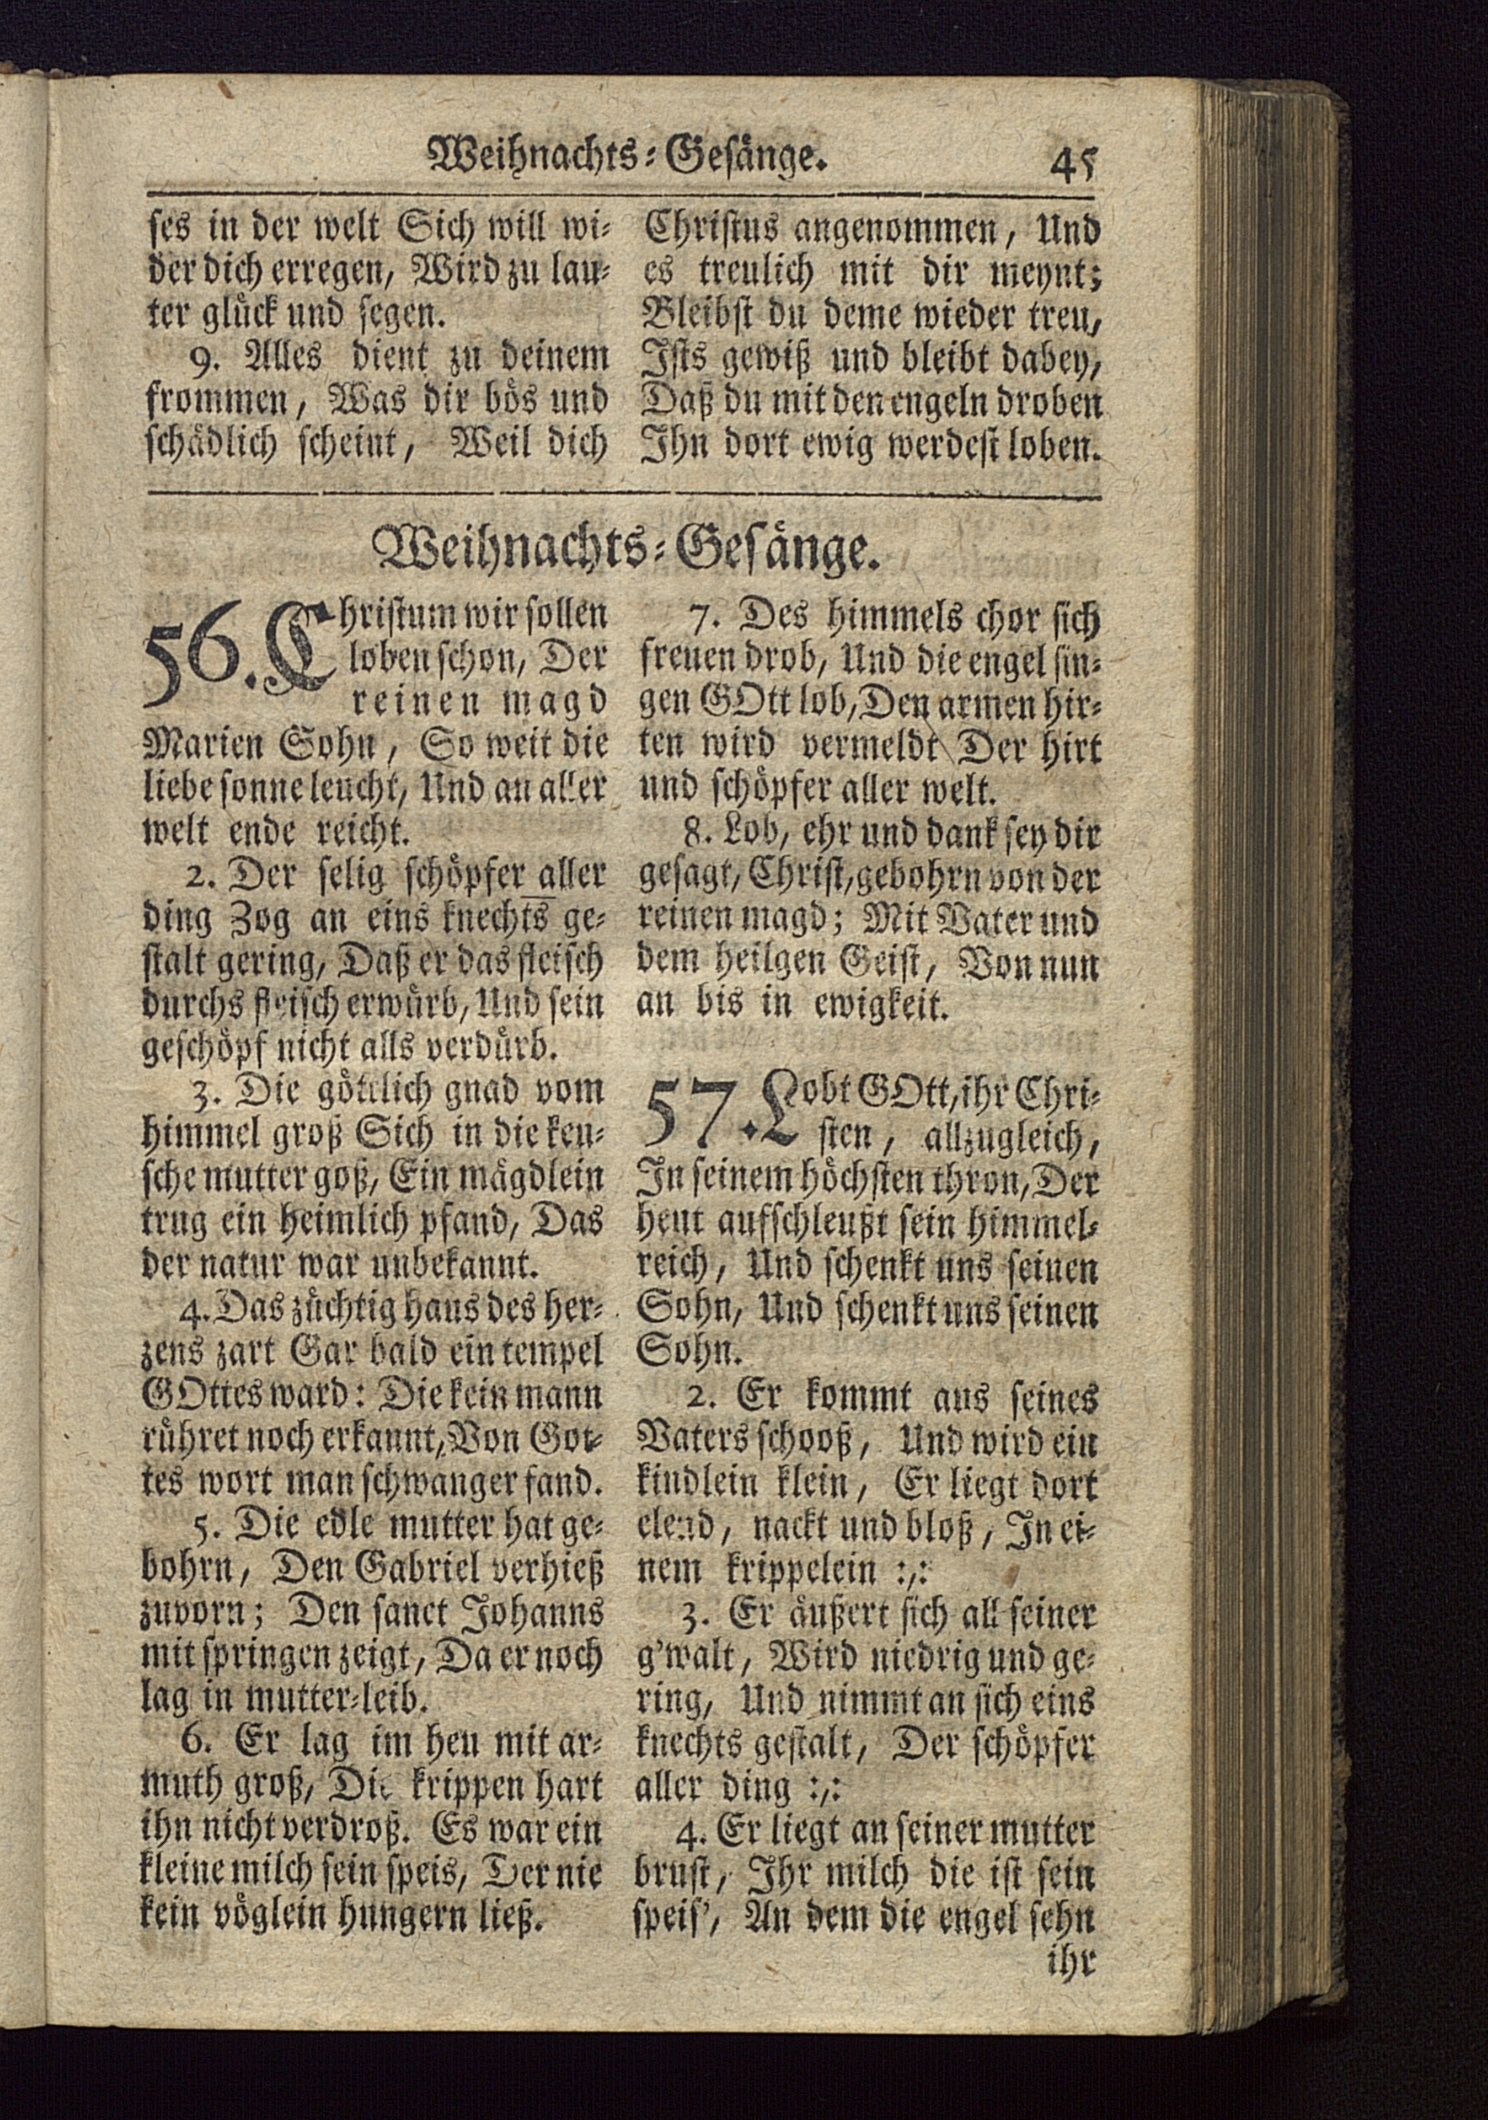 Weihnachts-Gesänge. 45
ses in der welt Sich will wi-
der dich erregen, Wird zu lau-
ter glück und segen.
9. Alles dient zu deinem
frommen, Was dir bös und
schädlich scheint, Weil dich
Christus angenommen, Und
es treulich mit dir meynt;
Bleibst du deme wieder treu,
Ists gewiß und bleibt dabey,
Daß du mit den engeln droben
Ihn dort ewig werdest loben.
Weihnachts-Gesänge.
56. Christum wir sollen
loben schon, Der
reinen magd
Marien Sohn, So weit die
liebe sonne leucht, Und an aller
welt ende reicht.
2. Der selig schöpfer aller
ding Zog an eins knechts ge-
stalt gering, Daß er das fleisch
durchs fleisch erwürb, Und sein
geschöpf nicht alls verdürb.
3. Die göttlich gnad vom
himmel groß Sich in die keu-
sche mutter goß, Ein mägdlein
trug ein heimlich pfand, Das
der natur war unbekannt.
4. Das züchtig haus des her-
zens zart Gar bald ein tempel
GOttes ward: Die kein mann
rühret noch erkannt, Von Got-
tes wort man schwanger fand.
5. Die edle mutter hat ge-
bohrn, Den Gabriel verhieß
zuvorn; Den sanct Johanns
mit springen zeigt, Da er noch
lag in mutter-leib.
6. Er lag im heu mit ar-
muth groß, Die krippen hart
ihn nicht verdroß. Es war ein
kleine milch sein speis, Der nie
kein vöglein hungern ließ.
7. Des himmels chor sich
freuen drob, Und die engel sin-
gen GOtt lob, Den armen hir-
ten wird vermeldt Der hirt
und schöpfer aller welt.
8. Lob, ehr und dank sey dir
gesagt, Christ, gebohrn von der
reinen magd; Mit Vater und
dem heilgen Geist, Von nun
an bis in ewigkeit.
57. Lobt GOtt, ihr Chri-
sten, allzugleich,
In seinem höchsten thron, Der
heut aufschleußt sein himmel-
reich, Und schenkt uns seinen
Sohn, Und schenkt uns seinen
Sohn.
2. Er kommt aus seines
Vaters schooß, Und wird ein
kindlein klein, Er liegt dort
elend, nackt und bloß, In ei-
nem krippelein :,:
3. Er äußert sich all seiner
g'walt, Wird niedrig und ge-
ring, Und nimmt an sich eins
knechts gestalt, Der schöpfer
aller ding :,:
4. Er liegt an seiner mutter
brust, Ihr milch die ist sein
speis', An dem die engel sehn
ihr